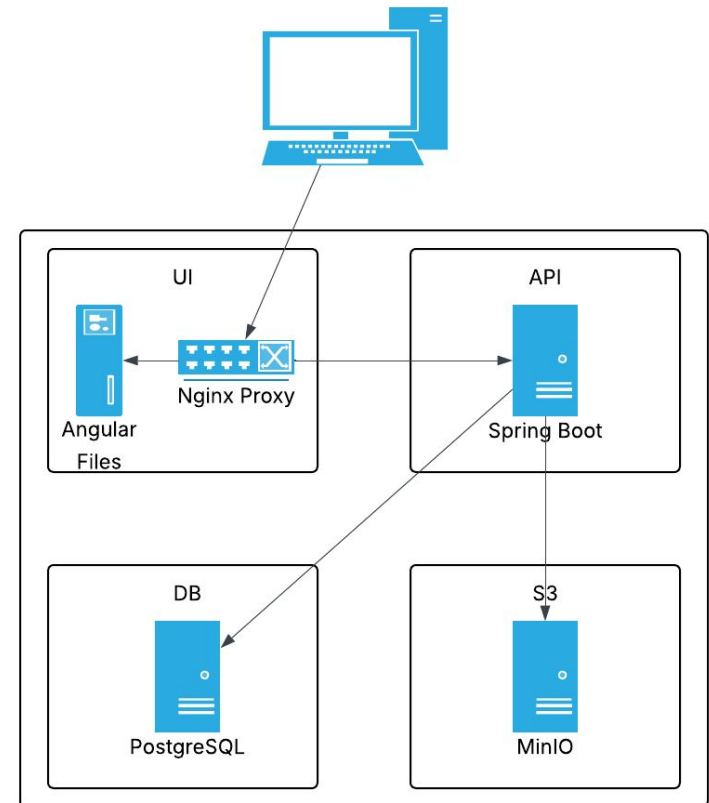 UI
API
Nginx Proxy
Angular
Files
Spring Boot
DB
S3
PostgreSQL
MinIO